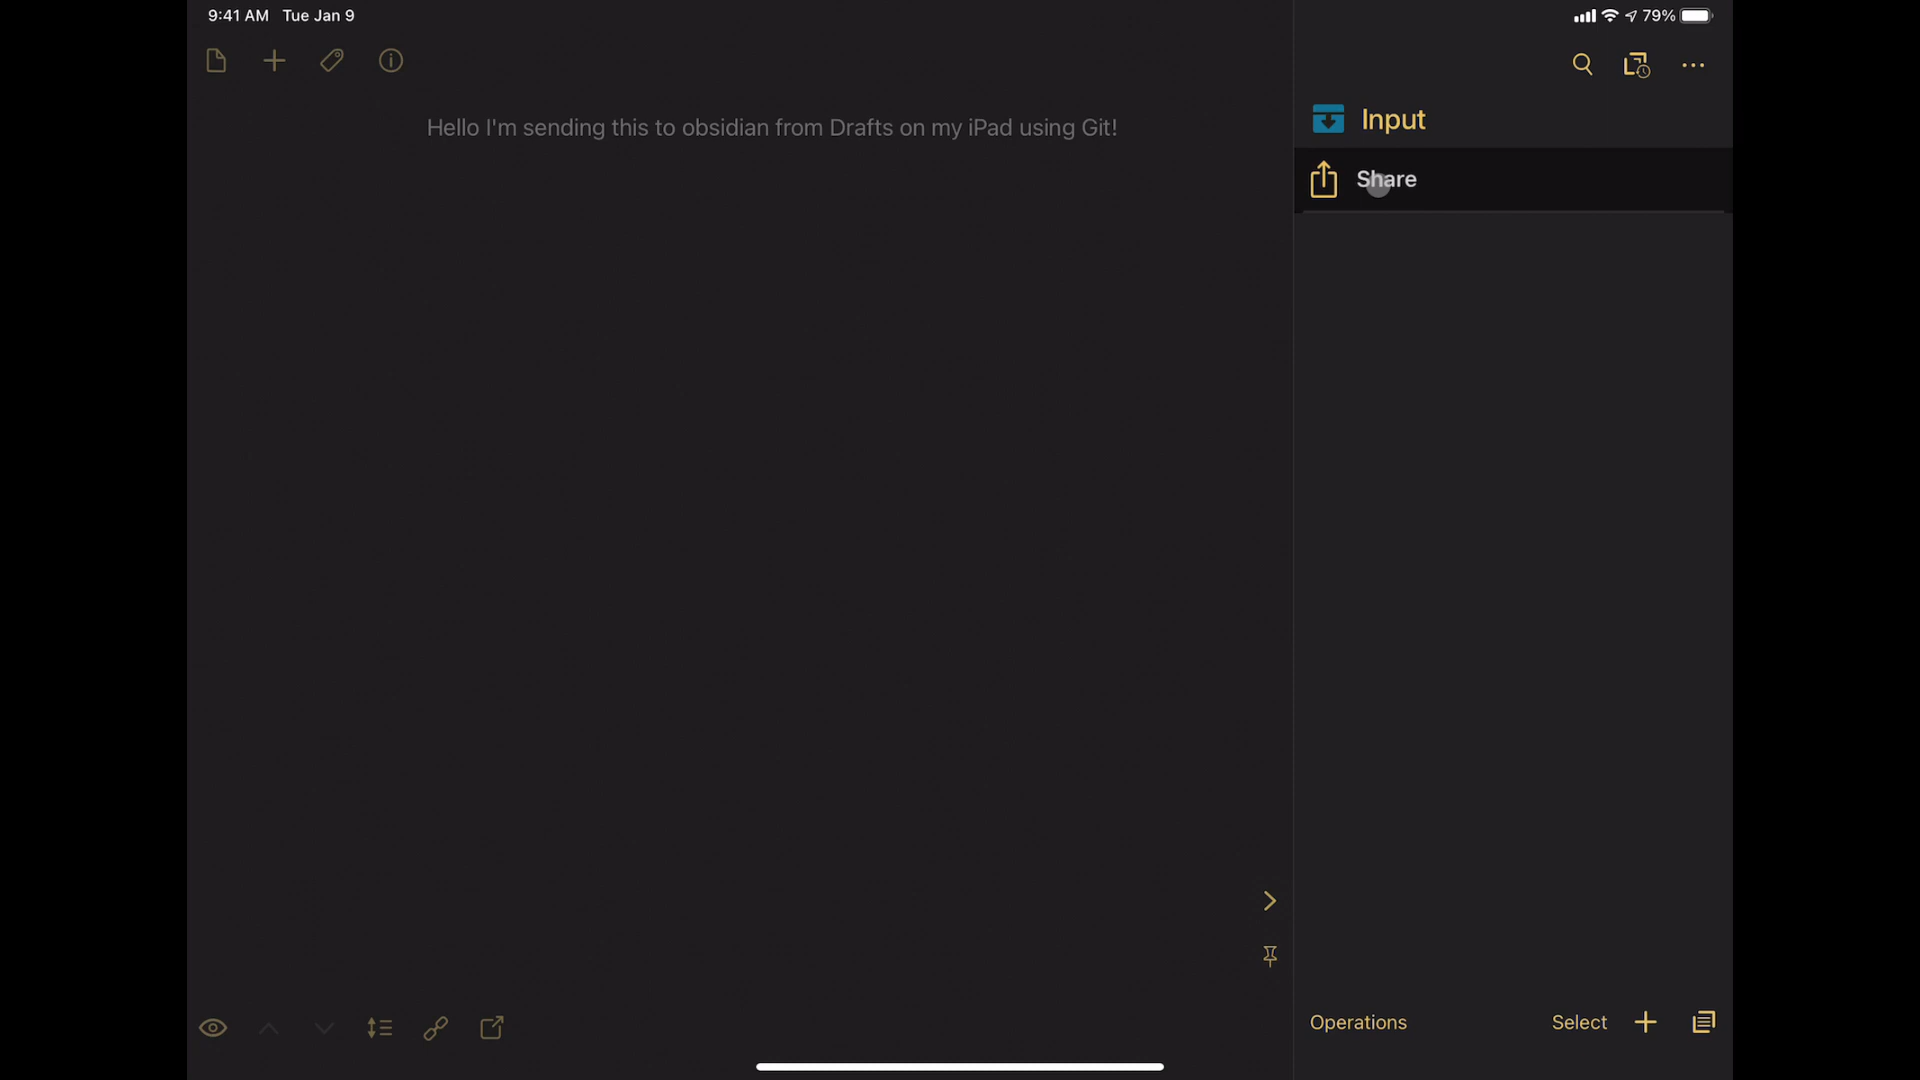 9:41 AM Tue Jan 9
79%
Hello I'm sending this to obsidian from Drafts on my iPad using Git!
Input
Share
Operations
Select